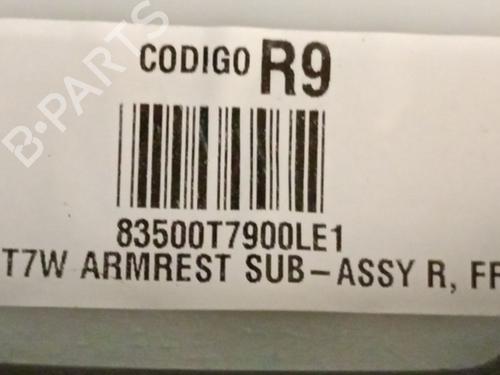 CODIGO R9
83500T7900LE1
T7W ARMREST SUB-ASSY R, FF
B-PARTS